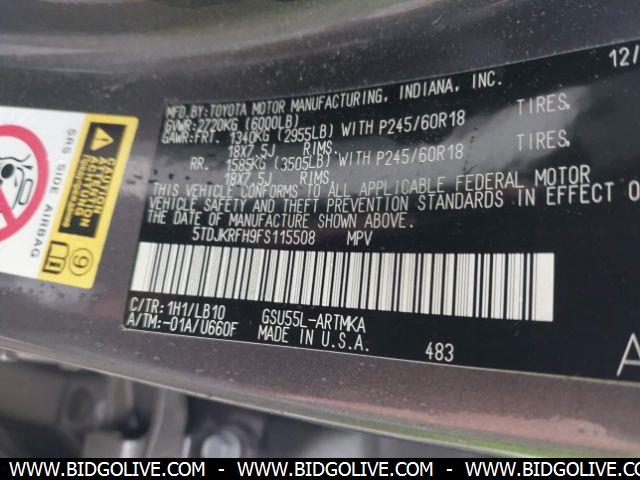 12/
MFD.BY:TOYOTA MOTOR MANUFACTURING, INDIANA, INC.
GVWR:2720KG (6000LB)
GAWR:FRT. 1340KG (2955LB) WITH P245/60R18 TIRES,
18X7.5J RIMS,
RR. 1585KG (3505LB) WITH P245/60R18 TIRES,
18X7.5J RIMS.
THIS VEHICLE CONFORMS TO ALL APPLICABLE FEDERAL MOTOR
VEHICLE SAFETY AND THEFT PREVENTION STANDARDS IN EFFECT O
THE DATE OF MANUFACTURE SHOWN ABOVE.
5TDJKRFH9FS115508 MPV
C/TR:1H1/LB10 GSU55L-ARTMKA
A/TM:-01A/U660F MADE IN U.S.A.
483
A
SRS SIDE AIRBAG
CAUTION
ATTENTION
9
WWW.BIDGOLIVE.COM - WWW.BIDGOLIVE.COM - WWW.BIDGOLIVE.COM